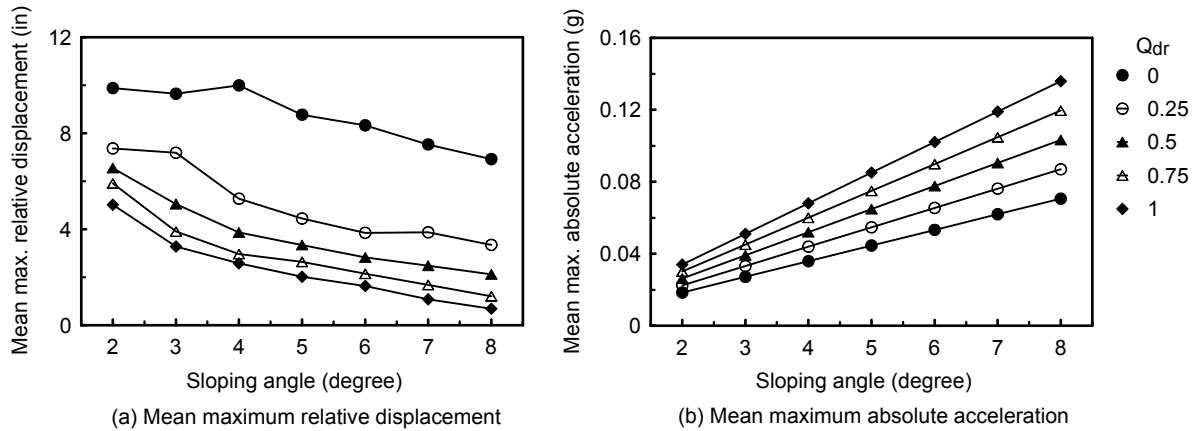 Mean max. relative displacement (in)
12
8
4
0
2 3 4 5 6 7 8
Sloping angle (degree)
(a) Mean maximum relative displacement
Mean max. absolute acceleration (g)
0.16
0.12
0.08
0.04
0
2 3 4 5 6 7 8
Sloping angle (degree)
(b) Mean maximum absolute acceleration
Qdr
0
0.25
0.5
0.75
1